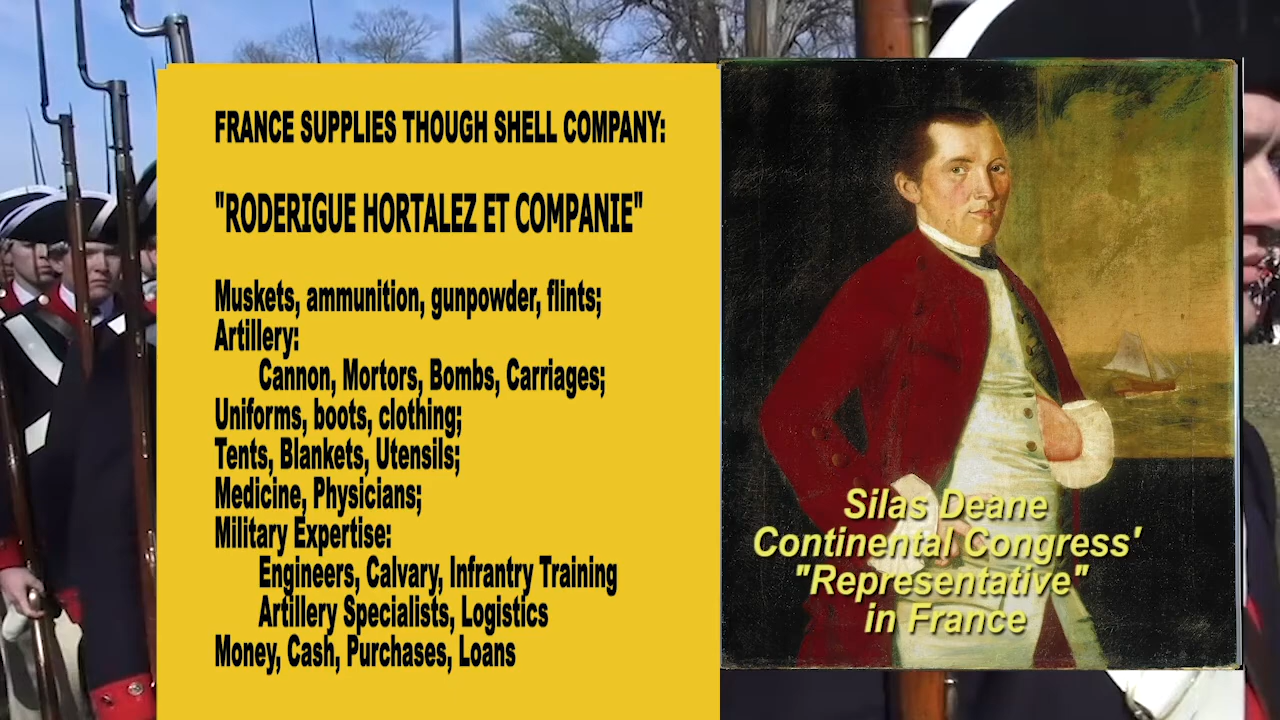 FRANCE SUPPLIES THOUGH SHELL COMPANY:
"RODERIGUE HORTALEZ ET COMPANIE"
Muskets, ammunition, gunpowder, flints;
Artillery:
Cannon, Mortors, Bombs, Carriages;
Uniforms, boots, clothing;
Tents, Blankets, Utensils;
Medicine, Physicians;
Military Expertise:
Engineers, Calvary, Infrantry Training
Artillery Specialists, Logistics
Money, Cash, Purchases, Loans
Silas Deane
Continental Congress'
"Representative"
in France